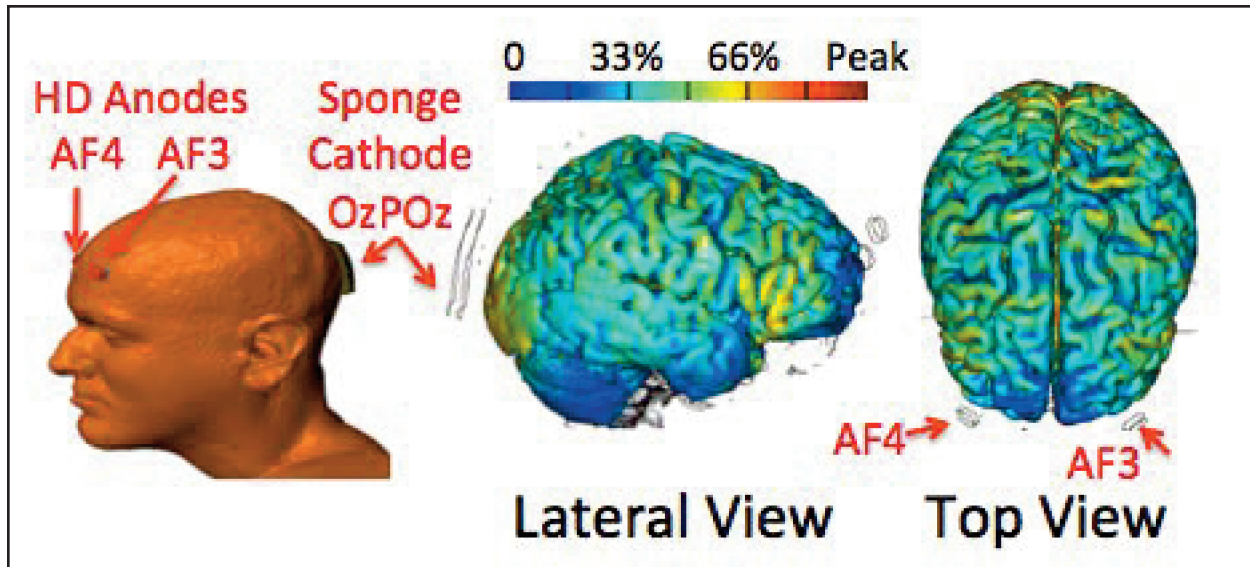 HD Anodes
AF4 AF3
Sponge
Cathode
OzPOz
0 33% 66% Peak
AF4
AF3
Lateral View
Top View